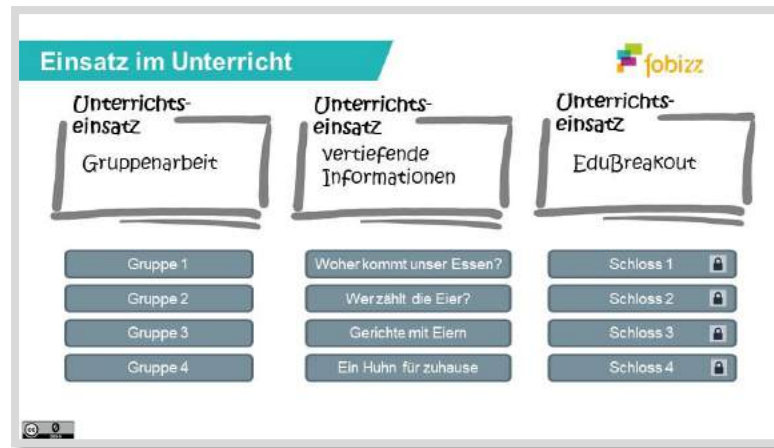 Einsatz im Unterricht
fobizz
Unterrichts-
einsatz
Gruppenarbeit
Gruppe 1
Gruppe 2
Gruppe 3
Gruppe 4
Unterrichts-
einsatz
vertiefende
Informationen
Woher kommt unser Essen?
Wer zählt die Eier?
Gerichte mit Eiern
Ein Huhn für zuhause
Unterrichts-
einsatz
EduBreakout
Schloss 1
Schloss 2
Schloss 3
Schloss 4
cc 0